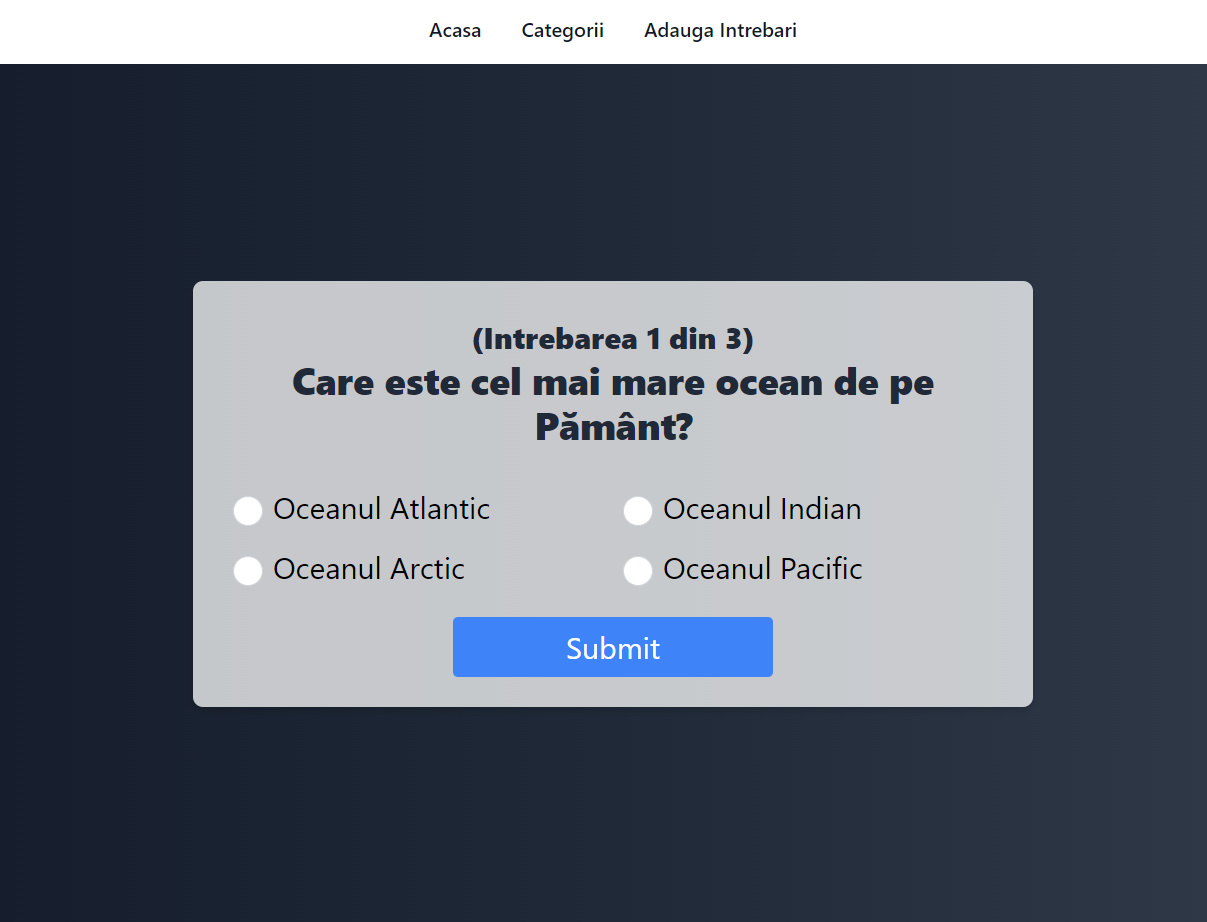 Acasa Categorii Adauga Intrebari
(Intrebarea 1 din 3)
Care este cel mai mare ocean de pe
Pământ?
Oceanul Atlantic Oceanul Indian
Oceanul Arctic Oceanul Pacific
Submit